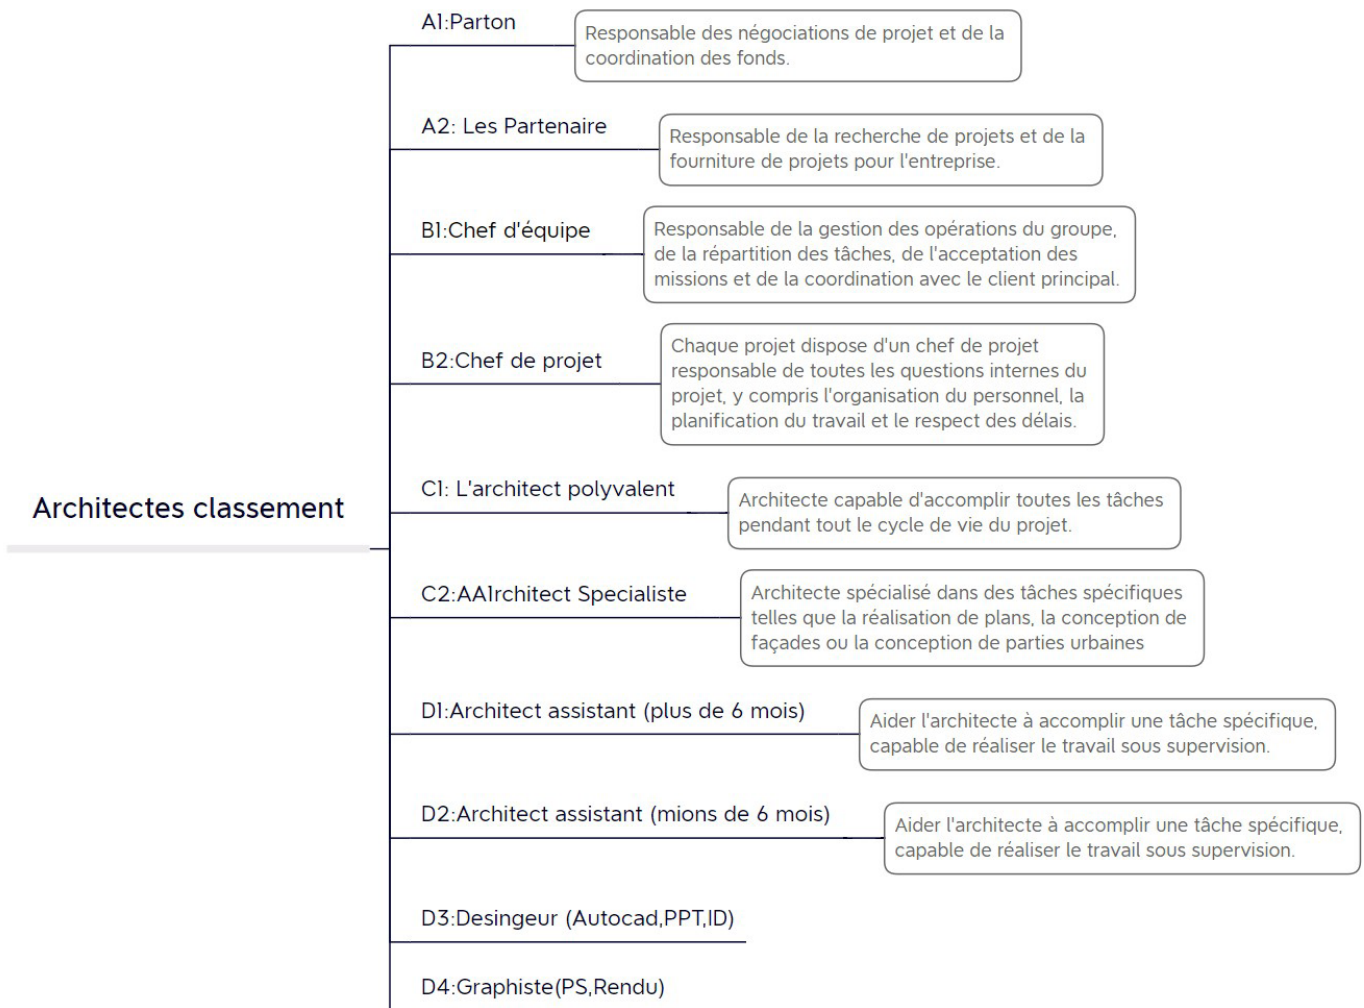 A1:Parton
Responsable des négociations de projet et de la
coordination des fonds.
A2: Les Partenaire
Responsable de la recherche de projets et de la
fourniture de projets pour l'entreprise.
B1:Chef d'équipe
Responsable de la gestion des opérations du groupe,
de la répartition des tâches, de l'acceptation des
missions et de la coordination avec le client principal.
B2:Chef de projet
Chaque projet dispose d'un chef de projet
responsable de toutes les questions internes du
projet, y compris l'organisation du personnel, la
planification du travail et le respect des délais.
Architectes classement
C1: L'architect polyvalent
Architecte capable d'accomplir toutes les tâches
pendant tout le cycle de vie du projet.
C2:AA1rchitect Specialiste
Architecte spécialisé dans des tâches spécifiques
telles que la réalisation de plans, la conception de
façades ou la conception de parties urbaines
D1:Architect assistant (plus de 6 mois)
Aider l'architecte à accomplir une tâche spécifique,
capable de réaliser le travail sous supervision.
D2:Architect assistant (mions de 6 mois)
Aider l'architecte à accomplir une tâche spécifique,
capable de réaliser le travail sous supervision.
D3:Desingeur (Autocad,PPT,ID)
D4:Graphiste(PS,Rendu)